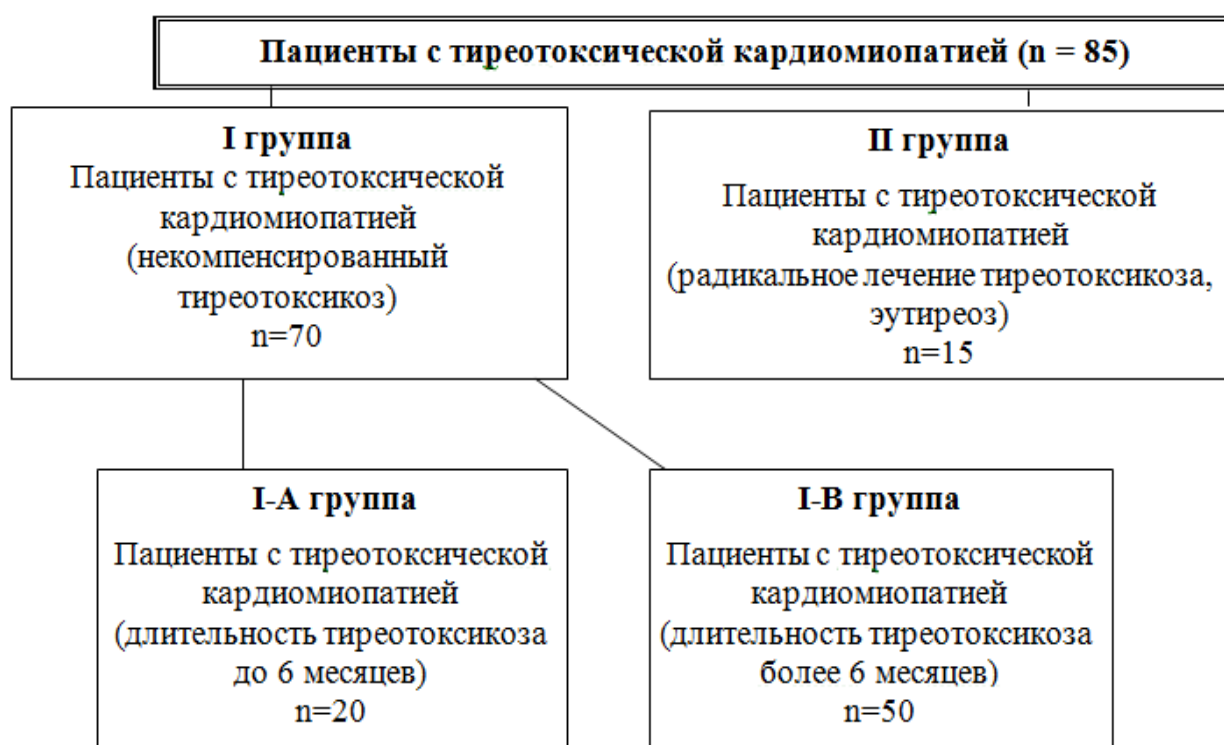 Пациенты с тиреотоксической кардиомиопатией (n = 85)
I группа
Пациенты с тиреотоксической
кардиомиопатией
(некомпенсированный
тиреотоксикоз)
n=70
II группа
Пациенты с тиреотоксической
кардиомиопатией
(радикальное лечение тиреотоксикоза,
эутиреоз)
n=15
I-A группа
Пациенты с тиреотоксической
кардиомиопатией
(длительность тиреотоксикоза
до 6 месяцев)
n=20
I-B группа
Пациенты с тиреотоксической
кардиомиопатией
(длительность тиреотоксикоза
более 6 месяцев)
n=50